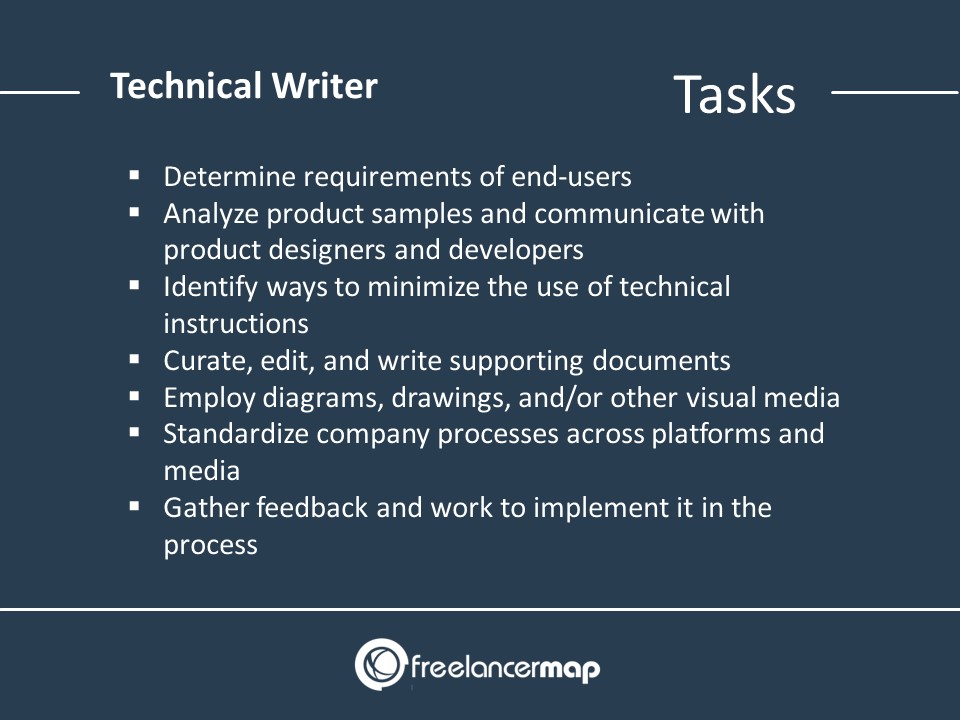 Technical Writer
Tasks
▪ Determine requirements of end-users
▪ Analyze product samples and communicate with
product designers and developers
▪ Identify ways to minimize the use of technical
instructions
▪ Curate, edit, and write supporting documents
▪ Employ diagrams, drawings, and/or other visual media
▪ Standardize company processes across platforms and
media
▪ Gather feedback and work to implement it in the
process
freelancermap